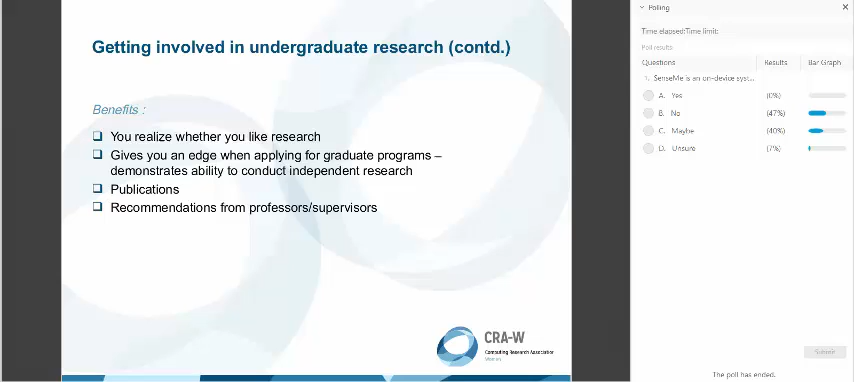 Getting involved in undergraduate research (contd.)
Benefits :
You realize whether you like research
Gives you an edge when applying for graduate programs –
demonstrates ability to conduct independent research
Publications
Recommendations from professors/supervisors
CRA-W
Computing Research Association
Women
Polling
Time elapsed:Time limit:
Poll results:
Questions Results Bar Graph
1. SenseMe is an on-device syst...
A. Yes (0%)
B. No (47%)
C. Maybe (40%)
D. Unsure (7%)
Submit
The poll has ended.